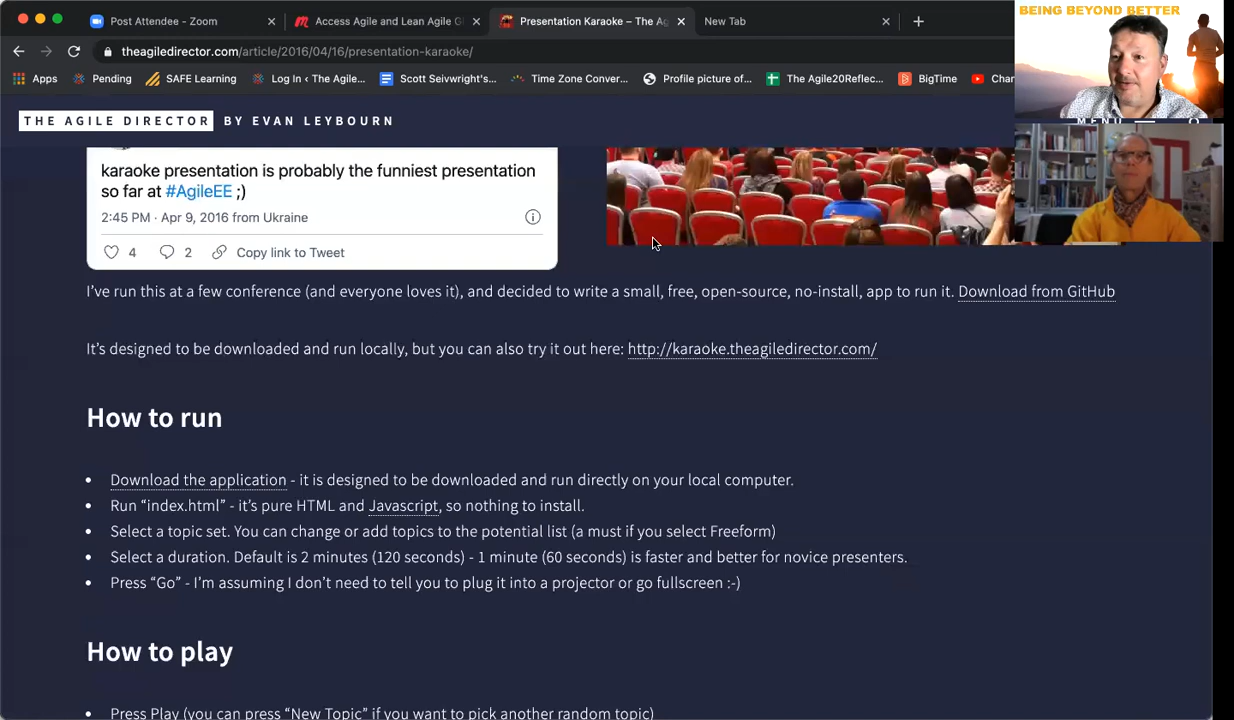 Post Attendee - Zoom
Access Agile and Lean Agile Gl
Presentation Karaoke – The Ag
New Tab
theagiledirector.com/article/2016/04/16/presentation-karaoke/
Apps
Pending
SAFE Learning
Log In ‹ The Agile...
Scott Seivwright's...
Time Zone Conver...
Profile picture of...
The Agile20Reflec...
BigTime
Chan
BEING BEYOND BETTER
THE AGILE DIRECTOR BY EVAN LEYBOURN
MENU
karaoke presentation is probably the funniest presentation
so far at #AgileEE ;)
2:45 PM · Apr 9, 2016 from Ukraine
4
2
Copy link to Tweet
I've run this at a few conference (and everyone loves it), and decided to write a small, free, open-source, no-install, app to run it. Download from GitHub
It's designed to be downloaded and run locally, but you can also try it out here: http://karaoke.theagiledirector.com/
How to run
• Download the application - it is designed to be downloaded and run directly on your local computer.
• Run “index.html” - it's pure HTML and Javascript, so nothing to install.
• Select a topic set. You can change or add topics to the potential list (a must if you select Freeform)
• Select a duration. Default is 2 minutes (120 seconds) - 1 minute (60 seconds) is faster and better for novice presenters.
• Press “Go” - I'm assuming I don't need to tell you to plug it into a projector or go fullscreen :-)
How to play
• Press Play (you can press “New Topic” if you want to pick another random topic)